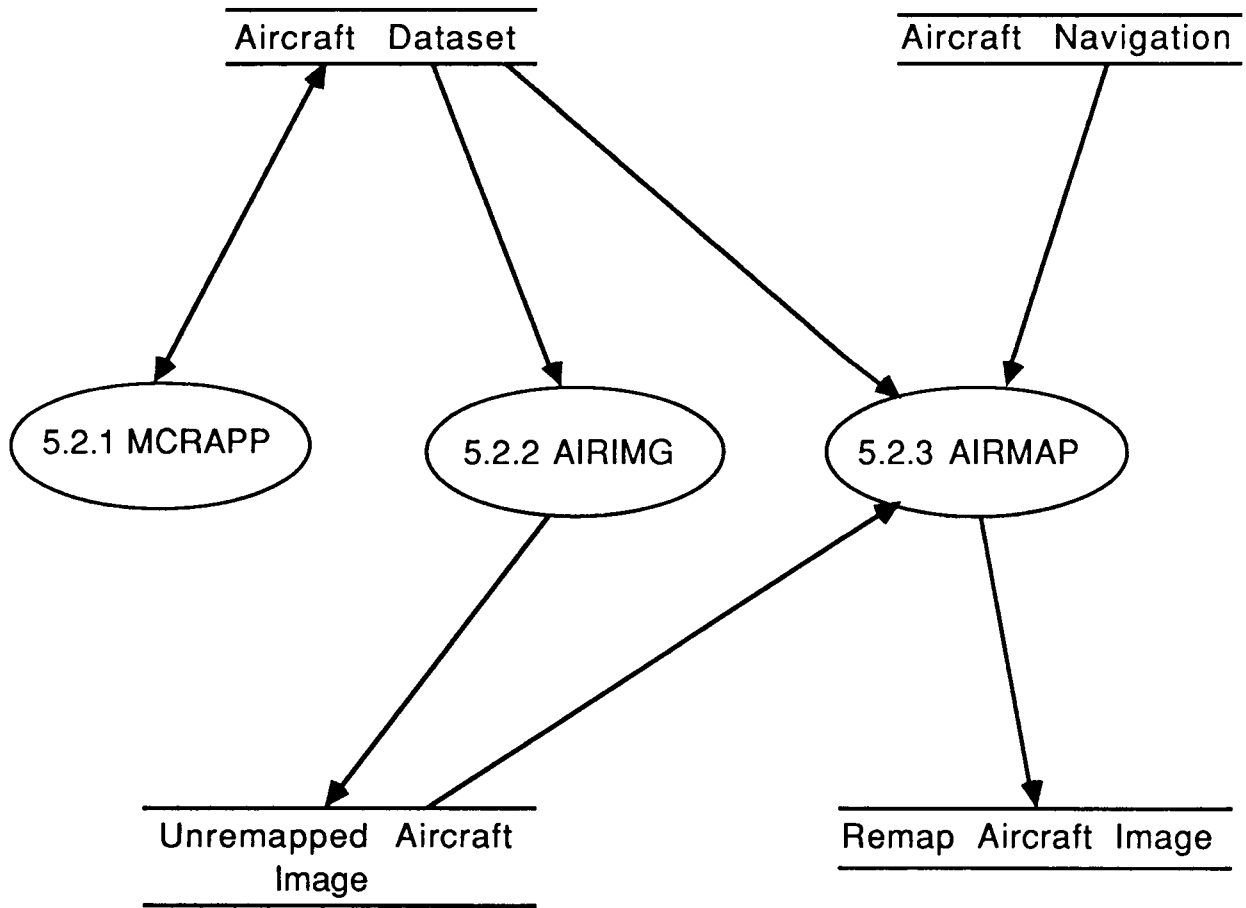 Aircraft Dataset
Aircraft Navigation
5.2.1 MCRAPP
5.2.2 AIRIMG
5.2.3 AIRMAP
Unremapped Aircraft
Image
Remap Aircraft Image